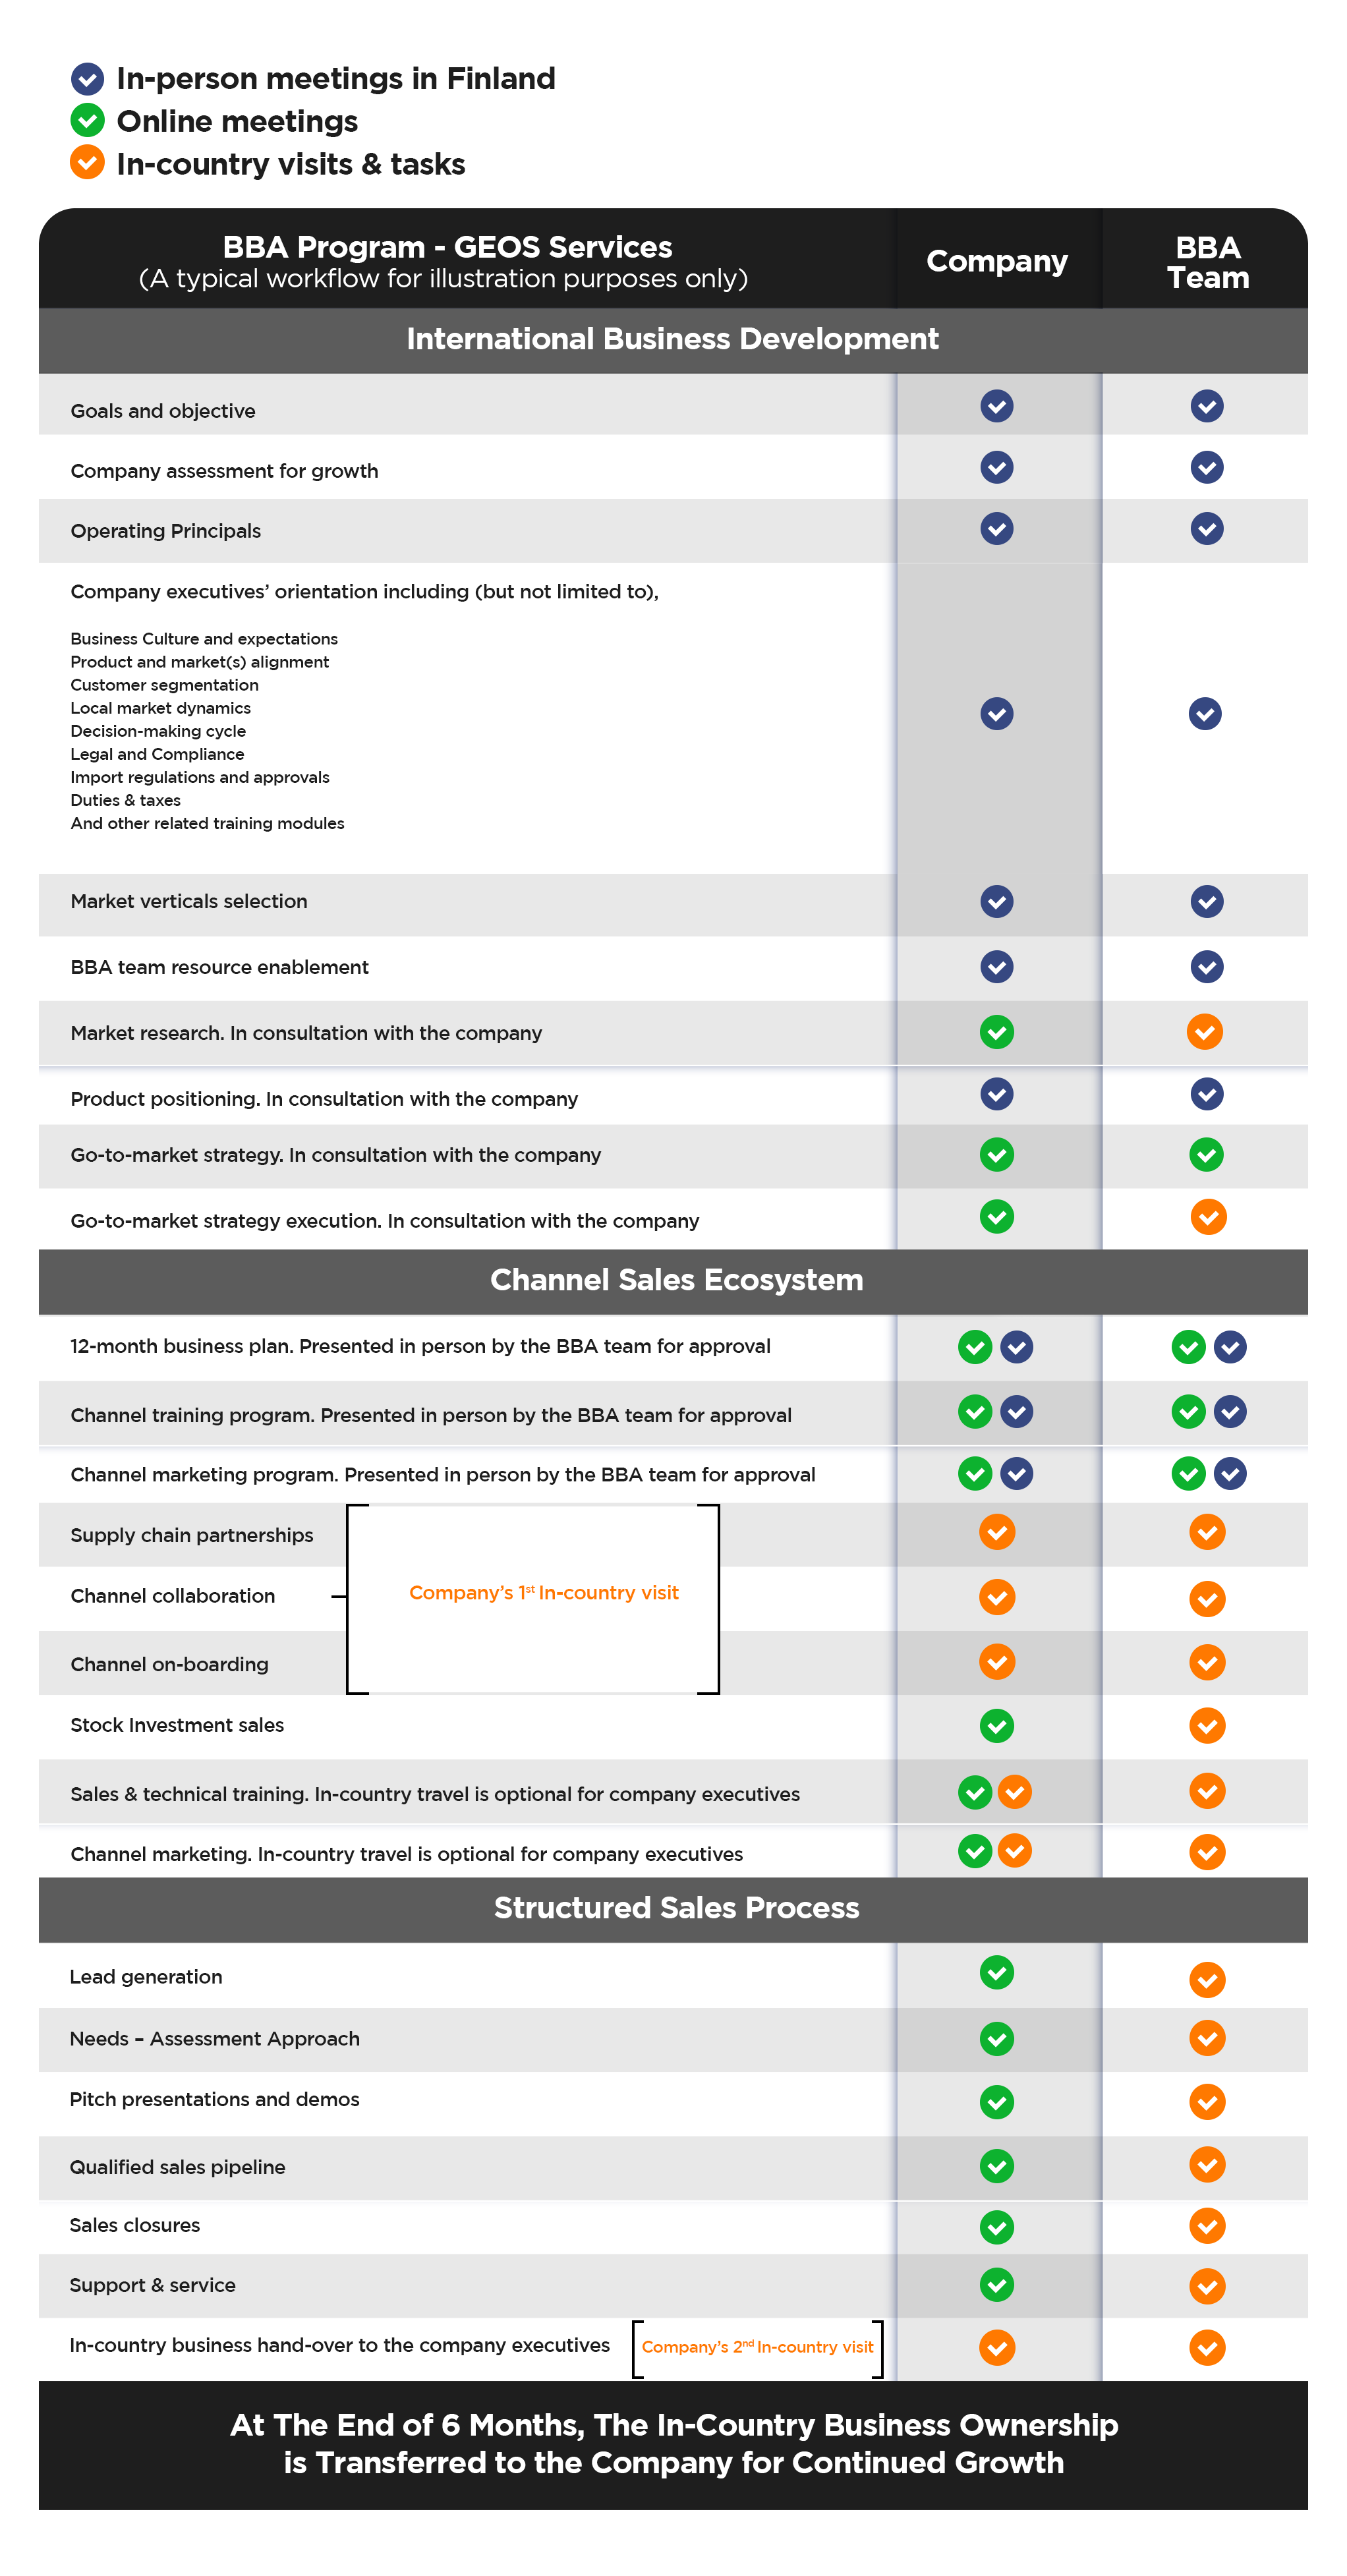 In-person meetings in Finland
Online meetings
In-country visits & tasks
BBA Program - GEOS Services
(A typical workflow for illustration purposes only)
Company
BBA
Team
International Business Development
Goals and objective
Company assessment for growth
Operating Principals
Company executives’ orientation including (but not limited to),
Business Culture and expectations
Product and market(s) alignment
Customer segmentation
Local market dynamics
Decision-making cycle
Legal and Compliance
Import regulations and approvals
Duties & taxes
And other related training modules
Market verticals selection
BBA team resource enablement
Market research. In consultation with the company
Product positioning. In consultation with the company
Go-to-market strategy. In consultation with the company
Go-to-market strategy execution. In consultation with the company
Channel Sales Ecosystem
12-month business plan. Presented in person by the BBA team for approval
Channel training program. Presented in person by the BBA team for approval
Channel marketing program. Presented in person by the BBA team for approval
Supply chain partnerships
Channel collaboration
Company’s 1st In-country visit
Channel on-boarding
Stock Investment sales
Sales & technical training. In-country travel is optional for company executives
Channel marketing. In-country travel is optional for company executives
Structured Sales Process
Lead generation
Needs – Assessment Approach
Pitch presentations and demos
Qualified sales pipeline
Sales closures
Support & service
In-country business hand-over to the company executives
Company’s 2nd In-country visit
At The End of 6 Months, The In-Country Business Ownership
is Transferred to the Company for Continued Growth